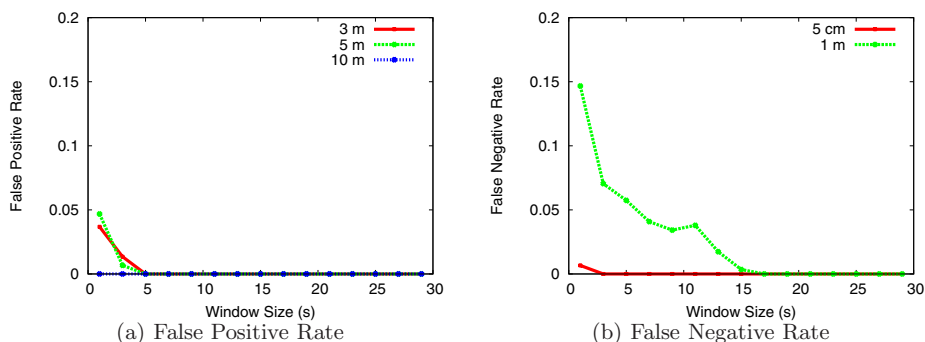 0.2
0.15
0.1
0.05
0
False Positive Rate
3 m
5 m
10 m
0 5 10 15 20 25 30
Window Size (s)
(a) False Positive Rate
0.2
0.15
0.1
0.05
0
False Negative Rate
5 cm
1 m
0 5 10 15 20 25 30
Window Size (s)
(b) False Negative Rate